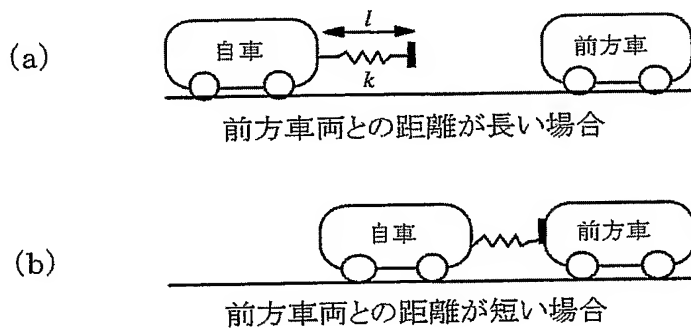 (a)
l
自車
k
前方車
前方車両との距離が長い場合
(b)
自車
前方車
前方車両との距離が短い場合